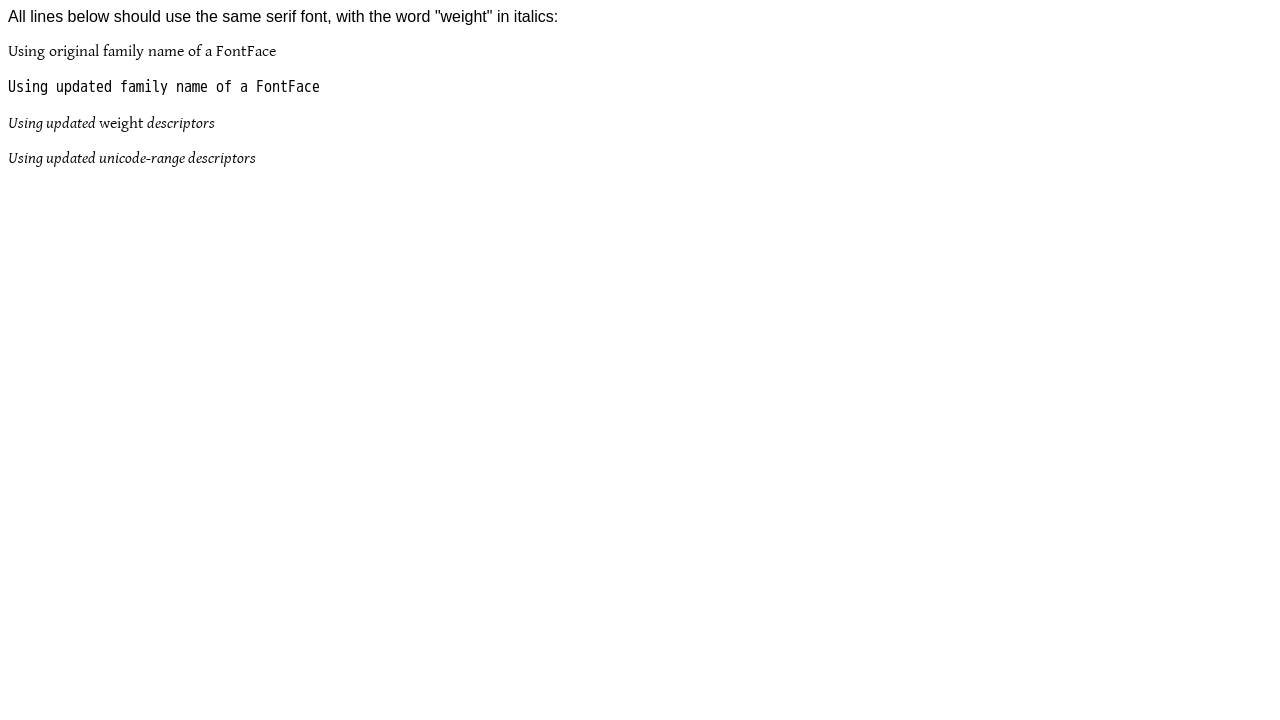 All lines below should use the same serif font, with the word "weight" in italics:
Using original family name of a FontFace
Using updated family name of a FontFace
Using updated weight descriptors
Using updated unicode-range descriptors